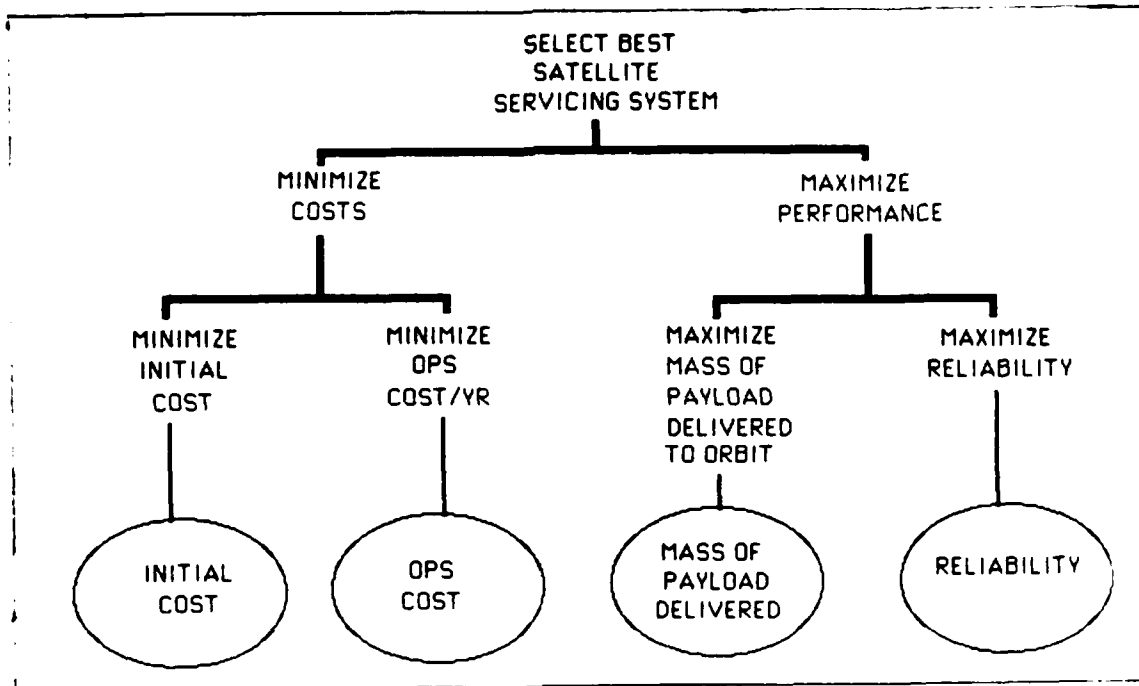 SELECT BEST
SATELLITE
SERVICING SYSTEM
MINIMIZE
COSTS
MAXIMIZE
PERFORMANCE
MINIMIZE
INITIAL
COST
MINIMIZE
OPS
COST/YR
MAXIMIZE
MASS OF
PAYLOAD
DELIVERED
TO ORBIT
MAXIMIZE
RELIABILITY
INITIAL
COST
OPS
COST
MASS OF
PAYLOAD
DELIVERED
RELIABILITY